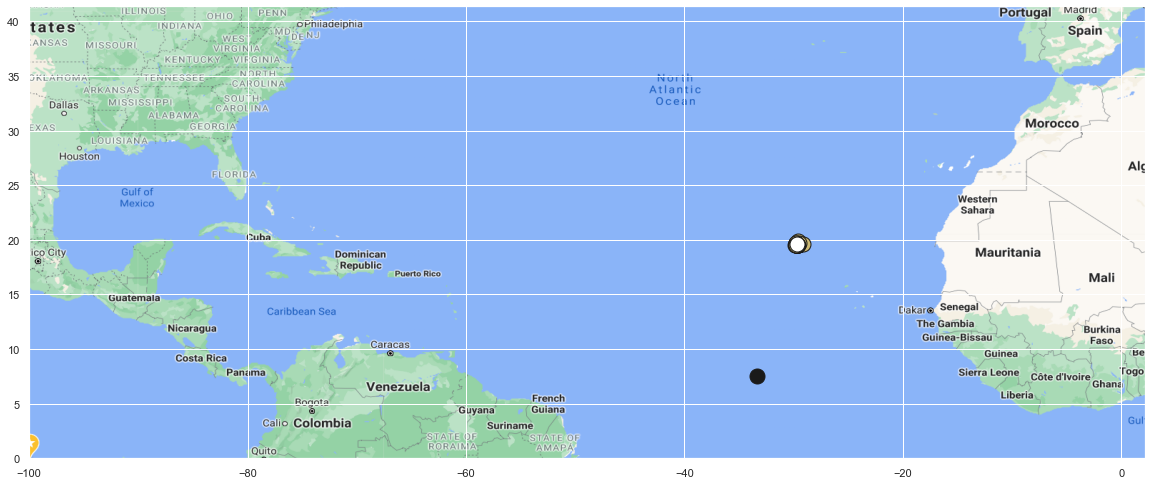 ILLINOIS
OHIO
PENN
Philadelphia
Portugal
Madrid
Spain
40
tates
INDIANA
MD
DE
NJ
ANSAS
MISSOURI
WEST
VIRGINIA
KENTUCKY
VIRGINIA
35
OKLAHOMA
TENNESSEE
NORTH
CAROLINA
North
Atlantic
Ocean
ARKANSAS
MISSISSIPPI
SOUTH
CAROLINA
Dallas
ALABAMA
GEORGIA
Morocco
30
EXAS
LOUISIANA
Houston
Alg
25
FLORIDA
Gulf of
Mexico
Western
Sahara
20
Cuba
ico City
Dominican
Republic
Puerto Rico
Mauritania
Mali
15
Guatemala
Caribbean Sea
Dakar
Senegal
Nicaragua
The Gambia
Guinea-Bissau
Burkina
Faso
10
Costa Rica
Caracas
Guinea
Be
Panama
Venezuela
Sierra Leone
Côte d'Ivoire
Togo
Ghana
5
Bogota
Guyana
French
Guiana
Liberia
Cali
Colombia
Suriname
Gulf
STATE OF
RORAIMA
STATE OF
AMAPÁ
Quito
0
−100
−80
−60
−40
−20
0